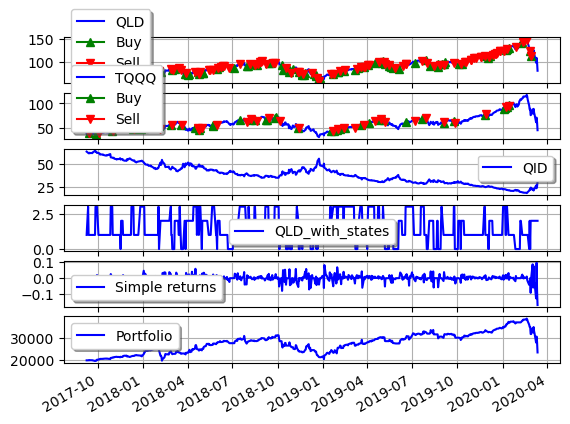 QLD
Buy
Sell
150
100
TQQQ
Buy
Sell
100
50
50
25
QID
2.5
0.0
QLD_with_states
0.1
0.0
−0.1
Simple returns
30000
20000
Portfolio
2017-10
2018-01
2018-04
2018-07
2018-10
2019-01
2019-04
2019-07
2019-10
2020-01
2020-04